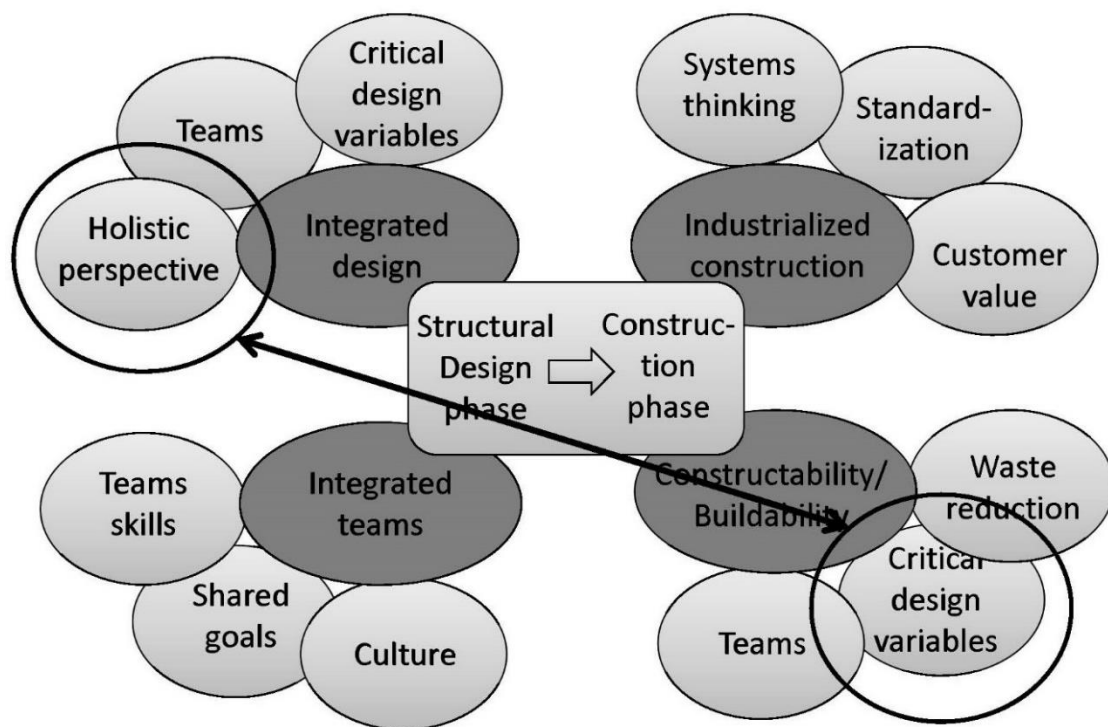 Critical
design
variables
Teams
Holistic
perspective
Integrated
design
Systems
thinking
Standard-
ization
Industrialized
construction
Customer
value
Structural
Design
phase
Construc-
tion
phase
Teams
skills
Integrated
teams
Shared
goals
Culture
Constructability/
Buildability
Waste
reduction
Critical
design
variables
Teams